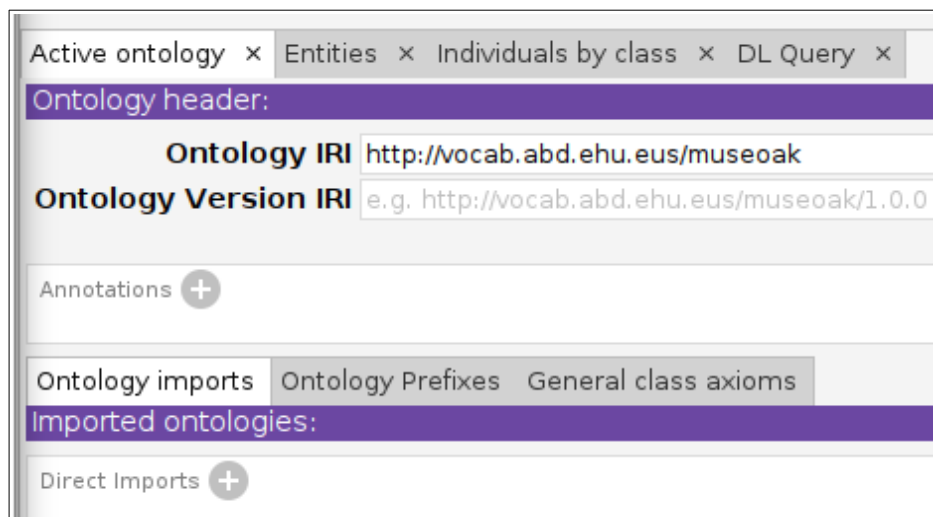 Active ontology × Entities × Individuals by class × DL Query ×
Ontology header:
Ontology IRI http://vocab.abd.ehu.eus/museoak
Ontology Version IRI e.g. http://vocab.abd.ehu.eus/museoak/1.0.0
Annotations
Ontology imports Ontology Prefixes General class axioms
Imported ontologies:
Direct Imports